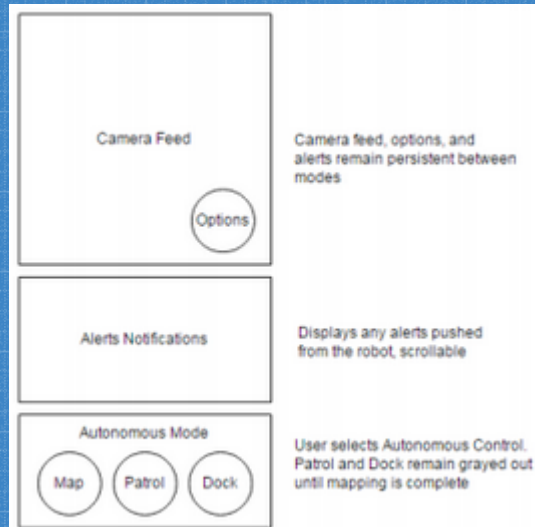 Camera Feed
Options
Camera feed, options, and
alerts remain persistent between
modes
Alerts Notifications
Displays any alerts pushed
from the robot, scrollable
Autonomous Mode
Map
Patrol
Dock
User selects Autonomous Control.
Patrol and Dock remain grayed out
until mapping is complete